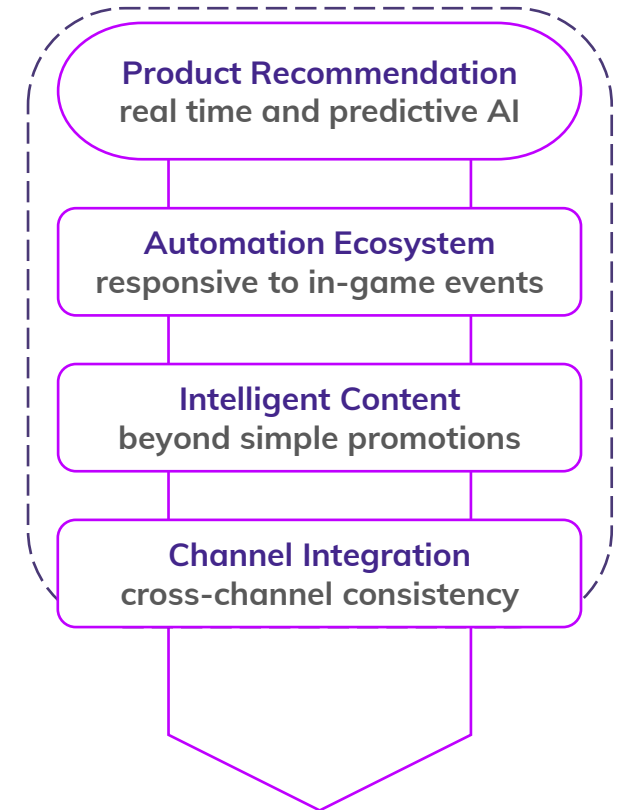 Product Recommendation
real time and predictive AI
Automation Ecosystem
responsive to in-game events
Intelligent Content
beyond simple promotions
Channel Integration
cross-channel consistency